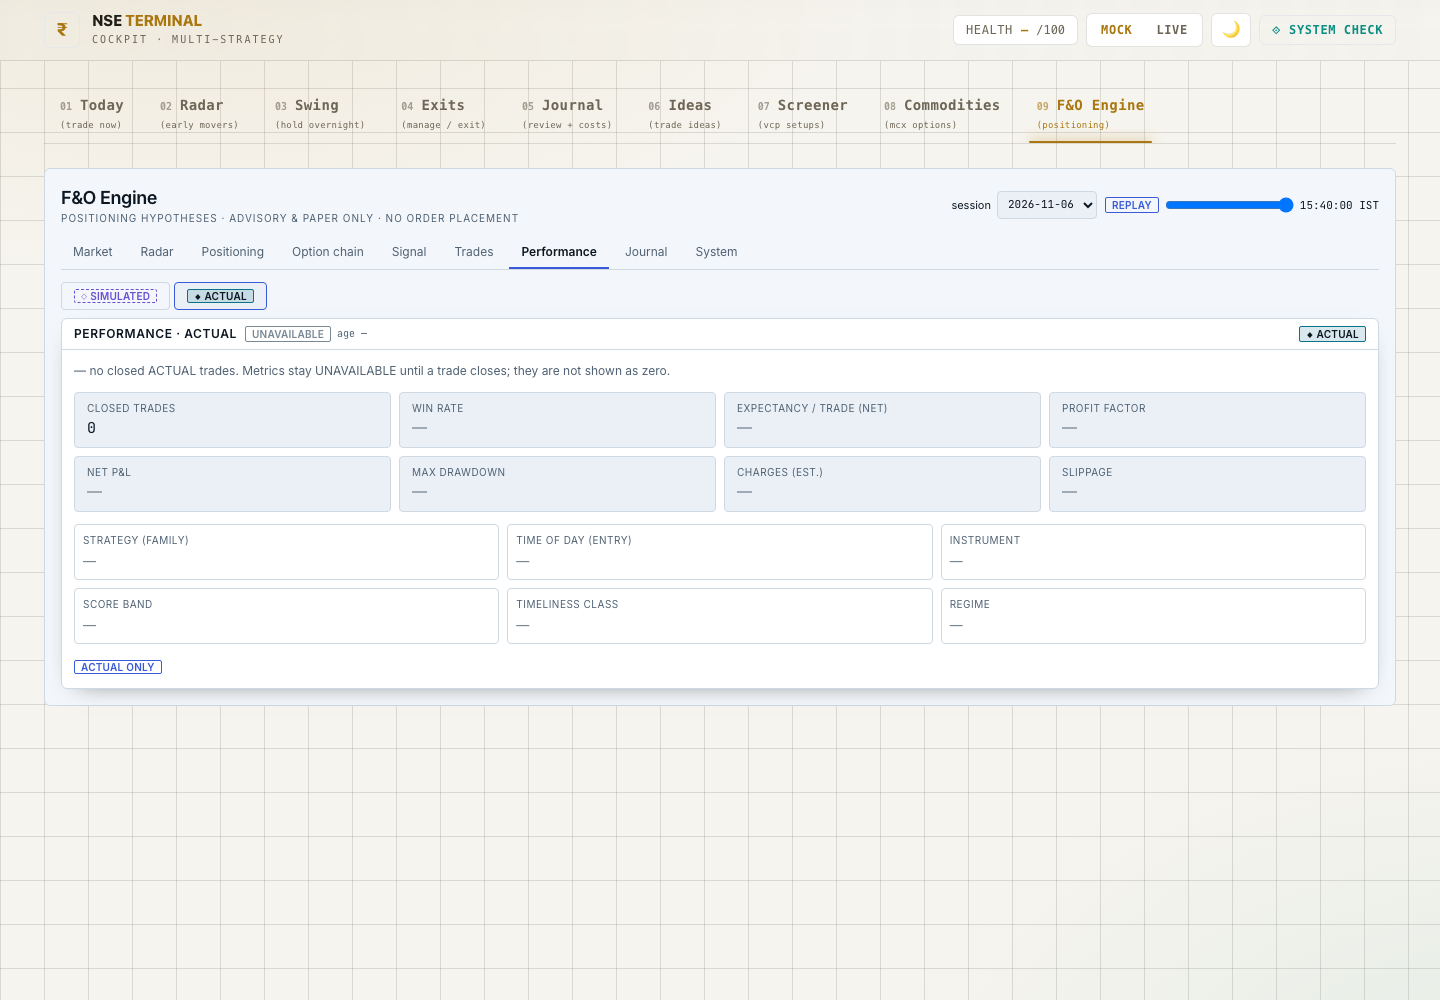 ₹
NSE TERMINAL
COCKPIT · MULTI-STRATEGY
HEALTH — /100
MOCK LIVE
SYSTEM CHECK
01 Today
(trade now)
02 Radar
(early movers)
03 Swing
(hold overnight)
04 Exits
(manage / exit)
05 Journal
(review + costs)
06 Ideas
(trade ideas)
07 Screener
(vcp setups)
08 Commodities
(mcx options)
09 F&O Engine
(positioning)
F&O Engine
POSITIONING HYPOTHESES · ADVISORY & PAPER ONLY · NO ORDER PLACEMENT
session 2026-11-06 REPLAY 15:40:00 IST
Market Radar Positioning Option chain Signal Trades Performance Journal System
SIMULATED ACTUAL
PERFORMANCE · ACTUAL UNAVAILABLE age — ACTUAL
— no closed ACTUAL trades. Metrics stay UNAVAILABLE until a trade closes; they are not shown as zero.
CLOSED TRADES
0
WIN RATE
—
EXPECTANCY / TRADE (NET)
—
PROFIT FACTOR
—
NET P&L
—
MAX DRAWDOWN
—
CHARGES (EST.)
—
SLIPPAGE
—
STRATEGY (FAMILY)
—
TIME OF DAY (ENTRY)
—
INSTRUMENT
—
SCORE BAND
—
TIMELINESS CLASS
—
REGIME
—
ACTUAL ONLY